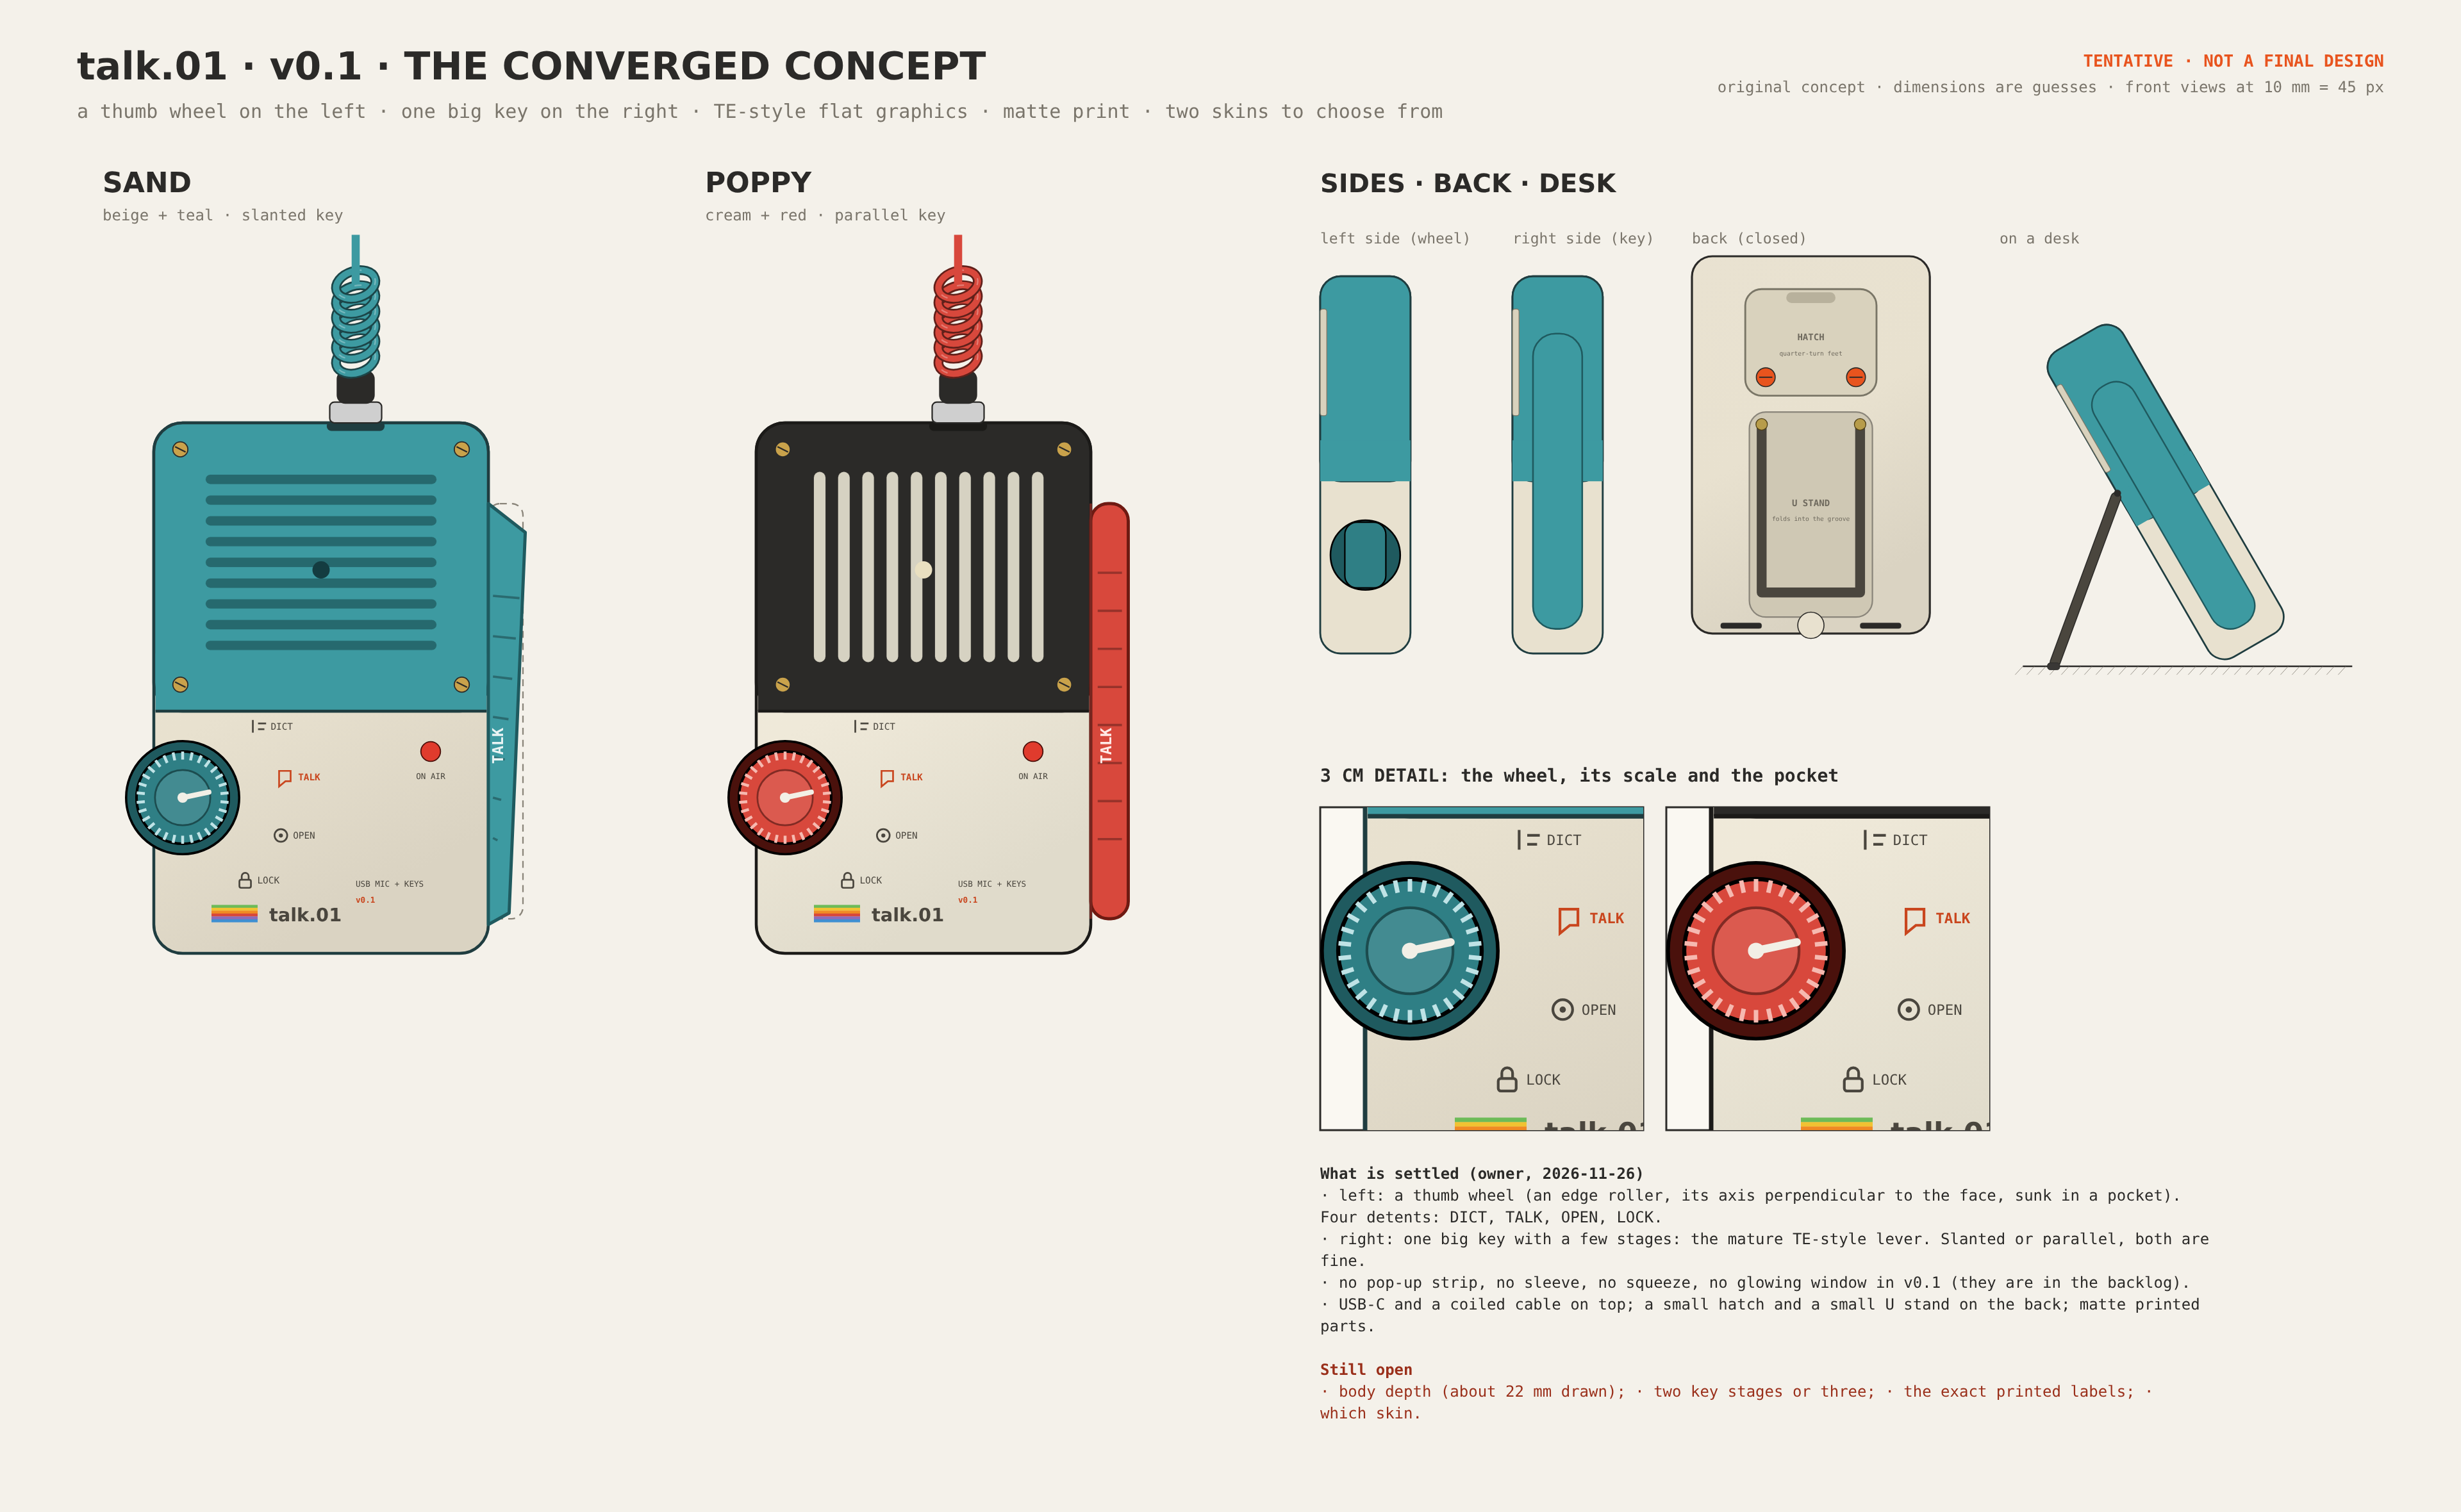 talk.01 · v0.1 · THE CONVERGED CONCEPT
a thumb wheel on the left · one big key on the right · TE-style flat graphics · matte print · two skins to choose from
TENTATIVE · NOT A FINAL DESIGN
original concept · dimensions are guesses · front views at 10 mm = 45 px
SAND
beige + teal · slanted key
DICT
TALK
ON AIR
OPEN
LOCK
USB MIC + KEYS
v0.1
talk.01
TALK
POPPY
cream + red · parallel key
DICT
TALK
ON AIR
OPEN
LOCK
USB MIC + KEYS
v0.1
talk.01
TALK
SIDES · BACK · DESK
left side (wheel)
right side (key)
back (closed)
on a desk
HATCH
quarter-turn feet
U STAND
folds into the groove
3 CM DETAIL: the wheel, its scale and the pocket
DICT
TALK
OPEN
LOCK
talk.01
DICT
TALK
OPEN
LOCK
talk.01
What is settled (owner, 2026-11-26)
· left: a thumb wheel (an edge roller, its axis perpendicular to the face, sunk in a pocket).
Four detents: DICT, TALK, OPEN, LOCK.
· right: one big key with a few stages: the mature TE-style lever. Slanted or parallel, both are
fine.
· no pop-up strip, no sleeve, no squeeze, no glowing window in v0.1 (they are in the backlog).
· USB-C and a coiled cable on top; a small hatch and a small U stand on the back; matte printed
parts.
Still open
· body depth (about 22 mm drawn); · two key stages or three; · the exact printed labels; ·
which skin.